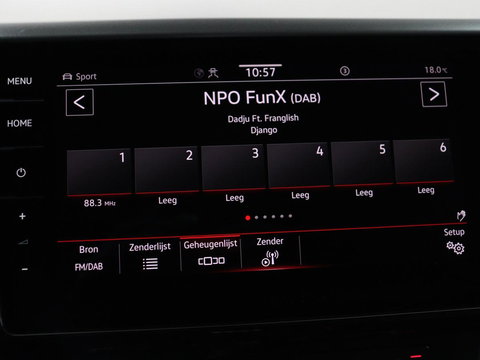 MENU
HOME
Sport
10:57
3
18.0°C
<
NPO FunX (DAB)
>
Dadju Ft. Franglish
Django
1
2
3
4
5
6
88.3 MHz
Leeg
Leeg
Leeg
Leeg
Leeg
+
-
Bron
FM/DAB
Zenderlijst
Geheugenlijst
Zender
Setup